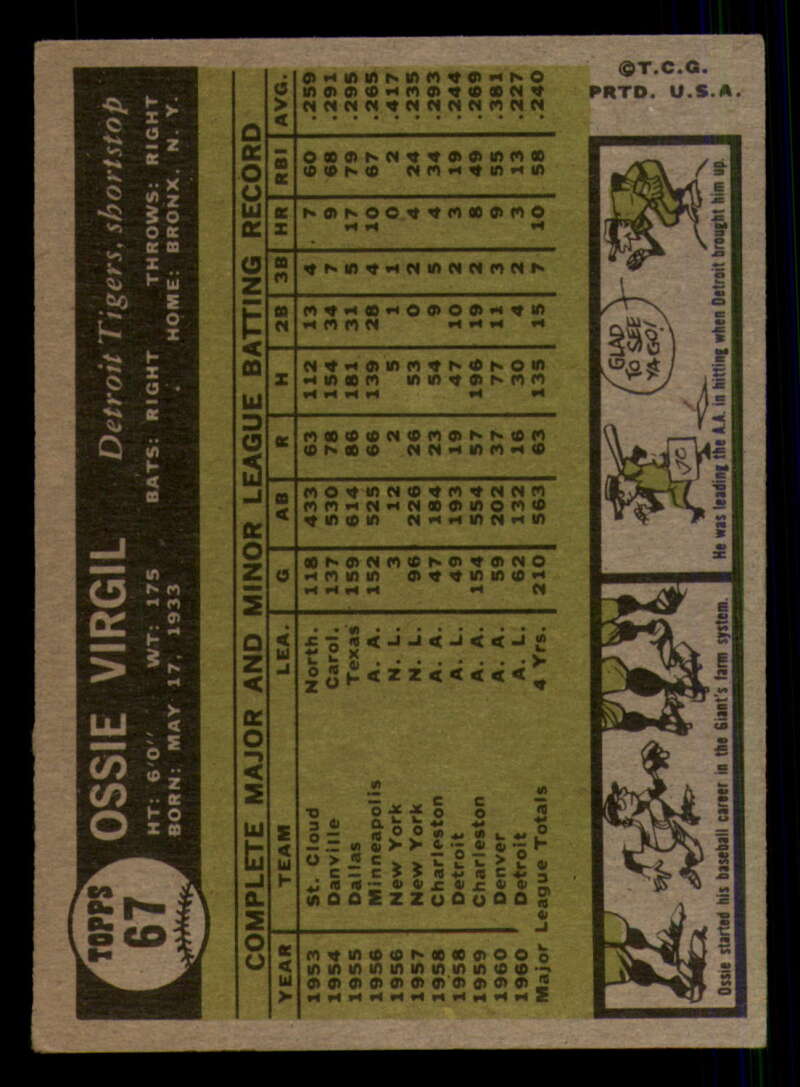 TOPPS
67
OSSIE VIRGIL Detroit Tigers, shortstop
HT: 6'0" WT: 175 BATS: RIGHT THROWS: RIGHT
BORN: MAY 17, 1933 HOME: BRONX, N. Y.
COMPLETE MAJOR AND MINOR LEAGUE BATTING RECORD
YEAR TEAM LEA. G AB R H 2B 3B HR RBI AVG.
1953 St. Cloud North. 118 433 63 112 13 4 7 60 .259
1954 Danville Carol. 137 530 78 154 34 7 9 68 .291
1955 Dallas Texas 159 614 86 181 31 5 17 79 .295
1956 Minneapolis A. A. 152 525 66 139 28 4 10 67 .265
1956 New York N. L. 3 12 2 5 1 1 0 2 .417
1957 New York N. L. 96 226 26 53 0 2 4 24 .235
1958 Charleston A. A. 47 184 23 54 9 5 4 34 .293
1958 Detroit A. L. 49 193 19 47 10 2 3 19 .244
1959 Charleston A. A. 154 554 57 196 19 2 8 49 .269
1960 Denver A. A. 59 202 37 77 11 3 9 55 .381
1960 Detroit A. L. 62 132 16 30 4 2 3 13 .227
Major League Totals 4 Yrs. 210 563 63 135 15 7 10 58 .240
GLAD
TO SEE
YA GO!
Ossie started his baseball career in the Giant's farm system.
He was leading the A.A. in hitting when Detroit brought him up.
©T.C.G.
PRTD. U.S.A.